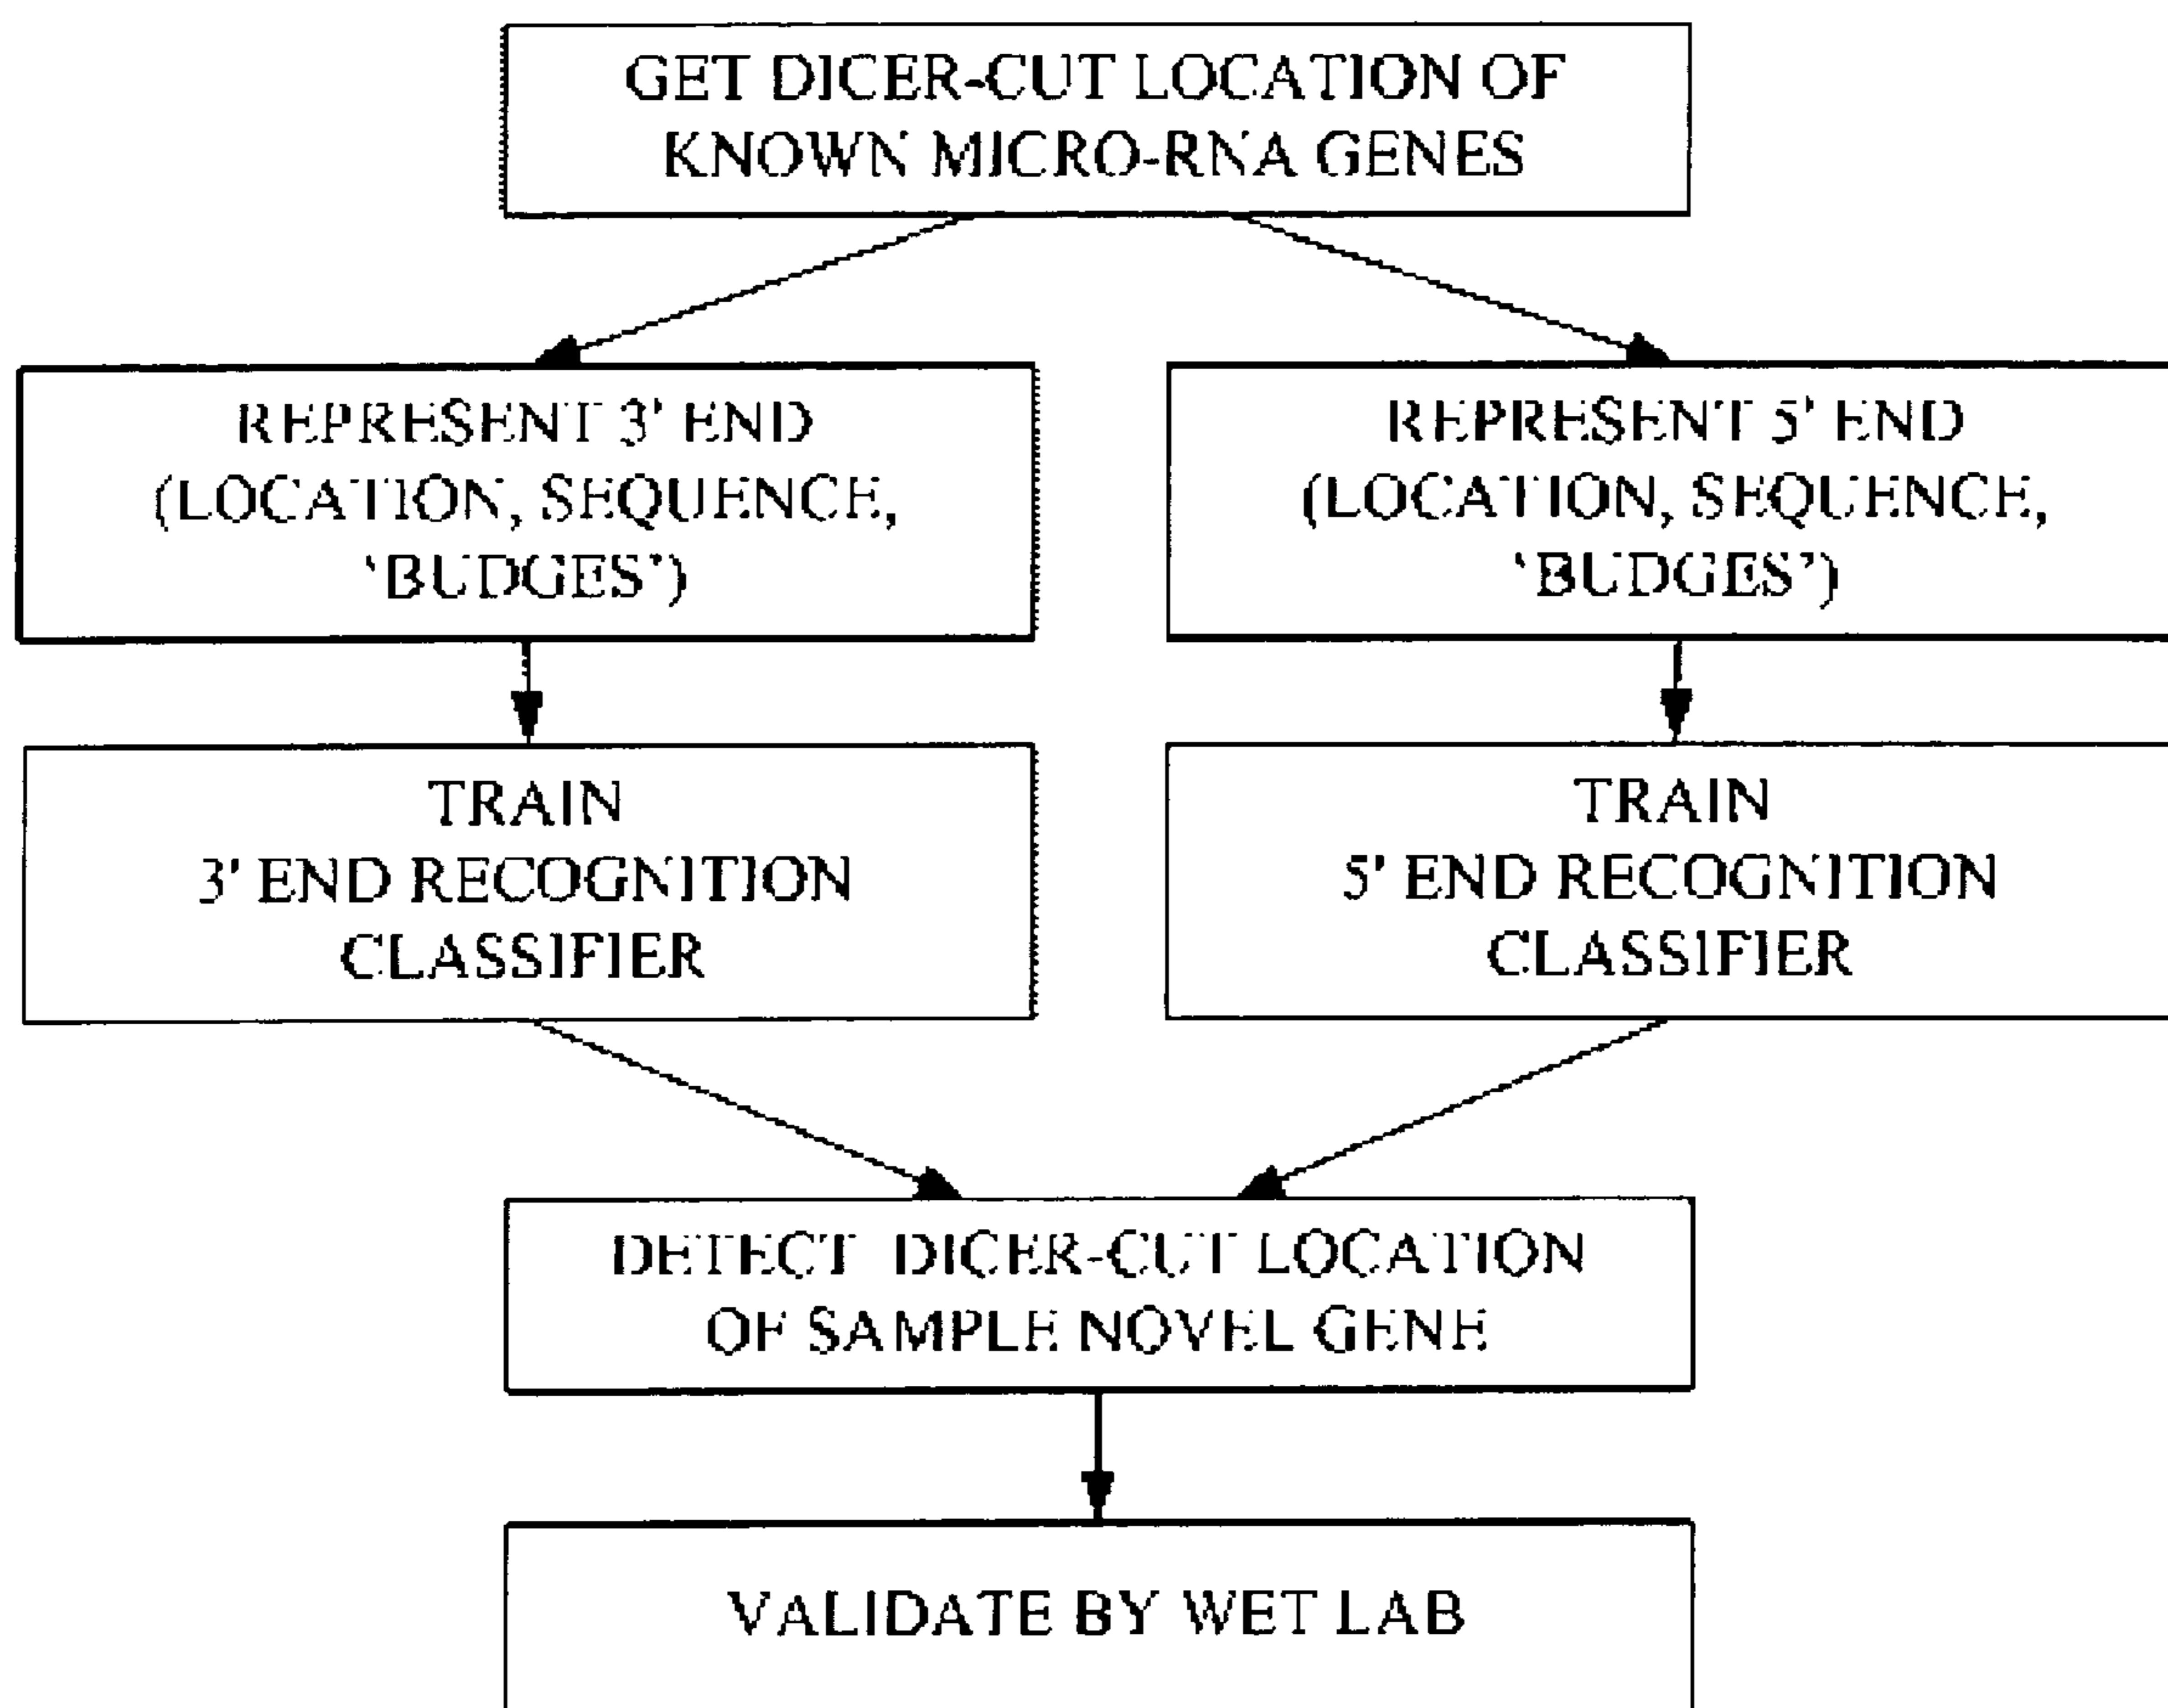 GET DICER-CUT LOCATION OF
KNOWN MICRO-RNA GENES
REPRESENT 3' END
(LOCATION, SEQUENCE,
'BUDGES')
REPRESENT 5' END
(LOCATION, SEQUENCE,
'BUDGES')
TRAIN
3' END RECOGNITION
CLASSIFIER
TRAIN
5' END RECOGNITION
CLASSIFIER
DETECT DICER-CUT LOCATION
OF SAMPLE NOVEL GENE
VALIDATE BY WET LAB